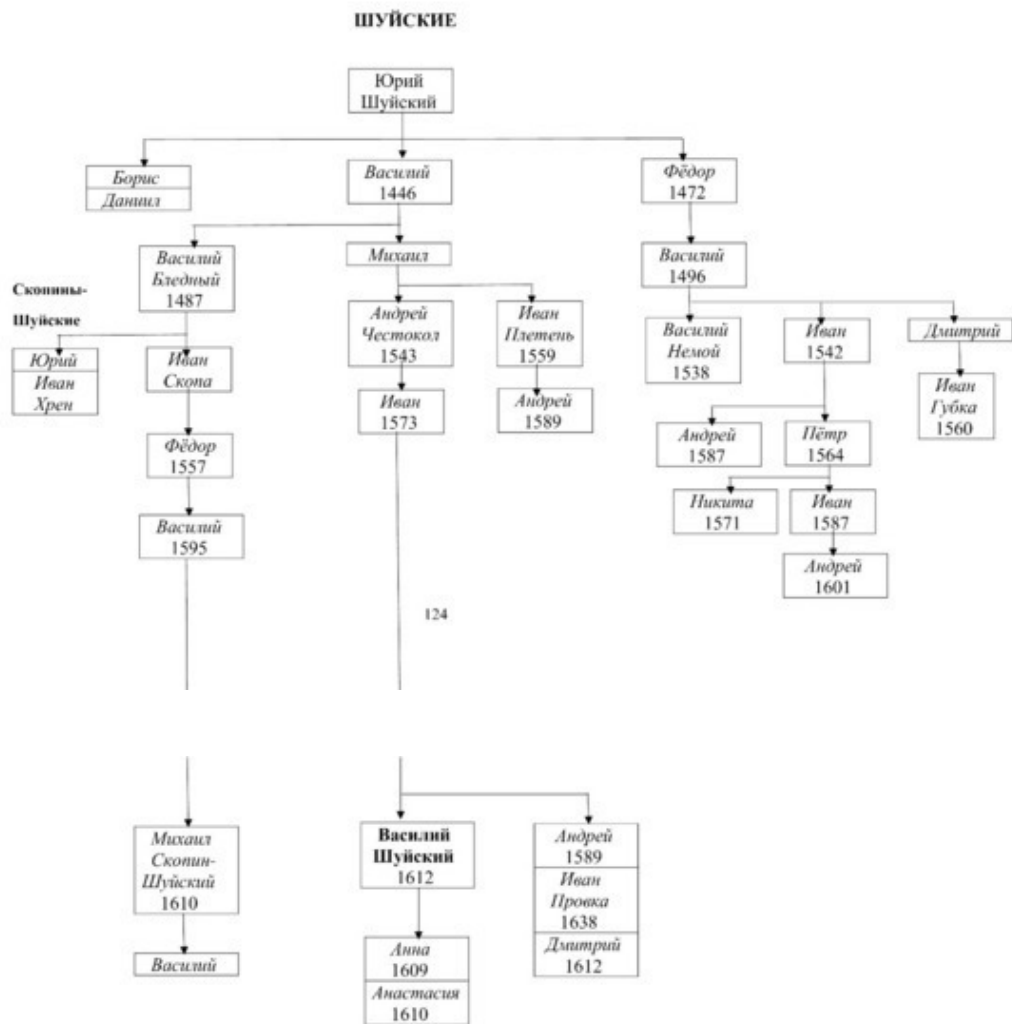 ШУЙСКИЕ
Юрий
Шуйский
Борис
Даниил
Василий
1446
Фёдор
1472
Василий
Бледный
1487
Михаил
Василий
1496
Скопины-
Шуйские
Юрий
Иван
Хрен
Иван
Скопа
Андрей
Честокол
1543
Иван
Плетень
1559
Василий
Немой
1538
Иван
1542
Дмитрий
Иван
1573
Андрей
1589
Иван
Губка
1560
Фёдор
1557
Андрей
1587
Пётр
1564
Василий
1595
Никита
1571
Иван
1587
Андрей
1601
124
Михаил
Скопин-
Шуйский
1610
Василий
Шуйский
1612
Андрей
1589
Иван
Провка
1638
Дмитрий
1612
Василий
Анна
1609
Анастасия
1610